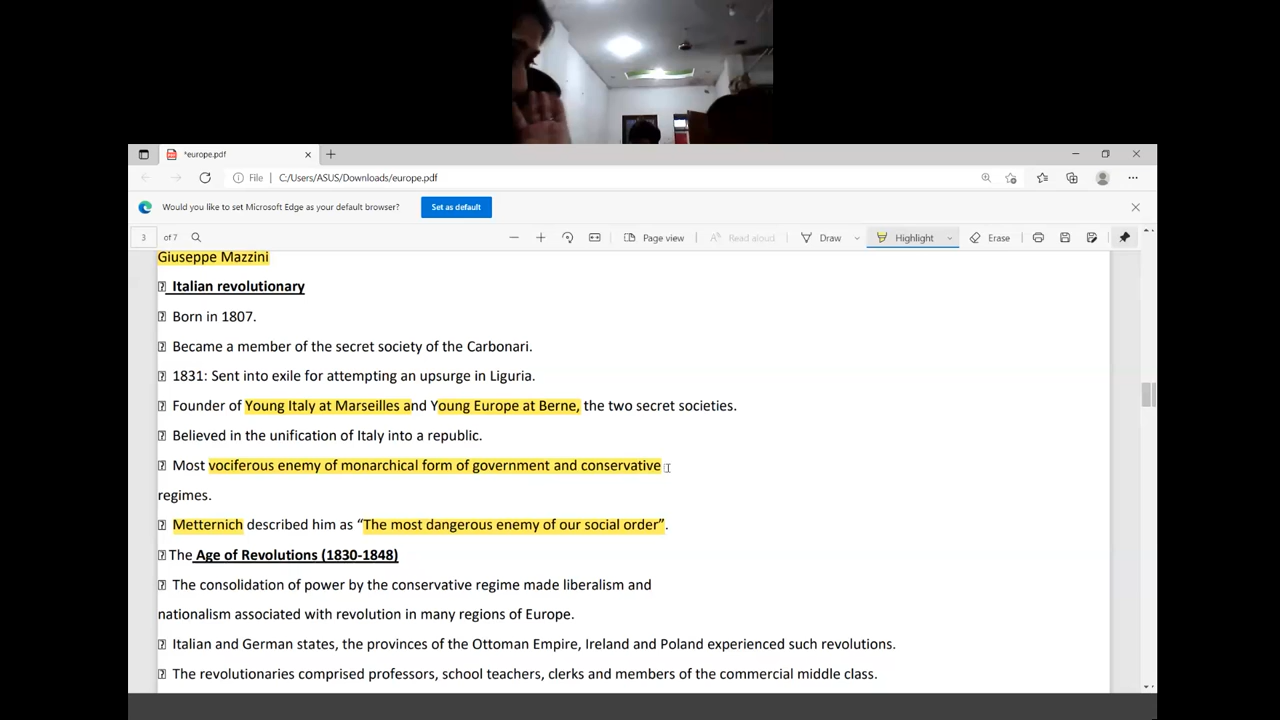 *europe.pdf
File C:/Users/ASUS/Downloads/europe.pdf
Would you like to set Microsoft Edge as your default browser? Set as default
3 of 7 Page view Read aloud Draw Highlight Erase
Giuseppe Mazzini
Italian revolutionary
Born in 1807.
Became a member of the secret society of the Carbonari.
1831: Sent into exile for attempting an upsurge in Liguria.
Founder of Young Italy at Marseilles and Young Europe at Berne, the two secret societies.
Believed in the unification of Italy into a republic.
Most vociferous enemy of monarchical form of government and conservative
regimes.
Metternich described him as “The most dangerous enemy of our social order”.
The Age of Revolutions (1830-1848)
The consolidation of power by the conservative regime made liberalism and
nationalism associated with revolution in many regions of Europe.
Italian and German states, the provinces of the Ottoman Empire, Ireland and Poland experienced such revolutions.
The revolutionaries comprised professors, school teachers, clerks and members of the commercial middle class.